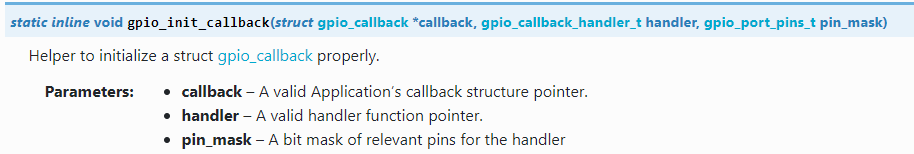 static inline void gpio_init_callback(struct gpio_callback *callback, gpio_callback_handler_t handler, gpio_port_pins_t pin_mask)
Helper to initialize a struct gpio_callback properly.
Parameters:
• callback – A valid Application's callback structure pointer.
• handler – A valid handler function pointer.
• pin_mask – A bit mask of relevant pins for the handler